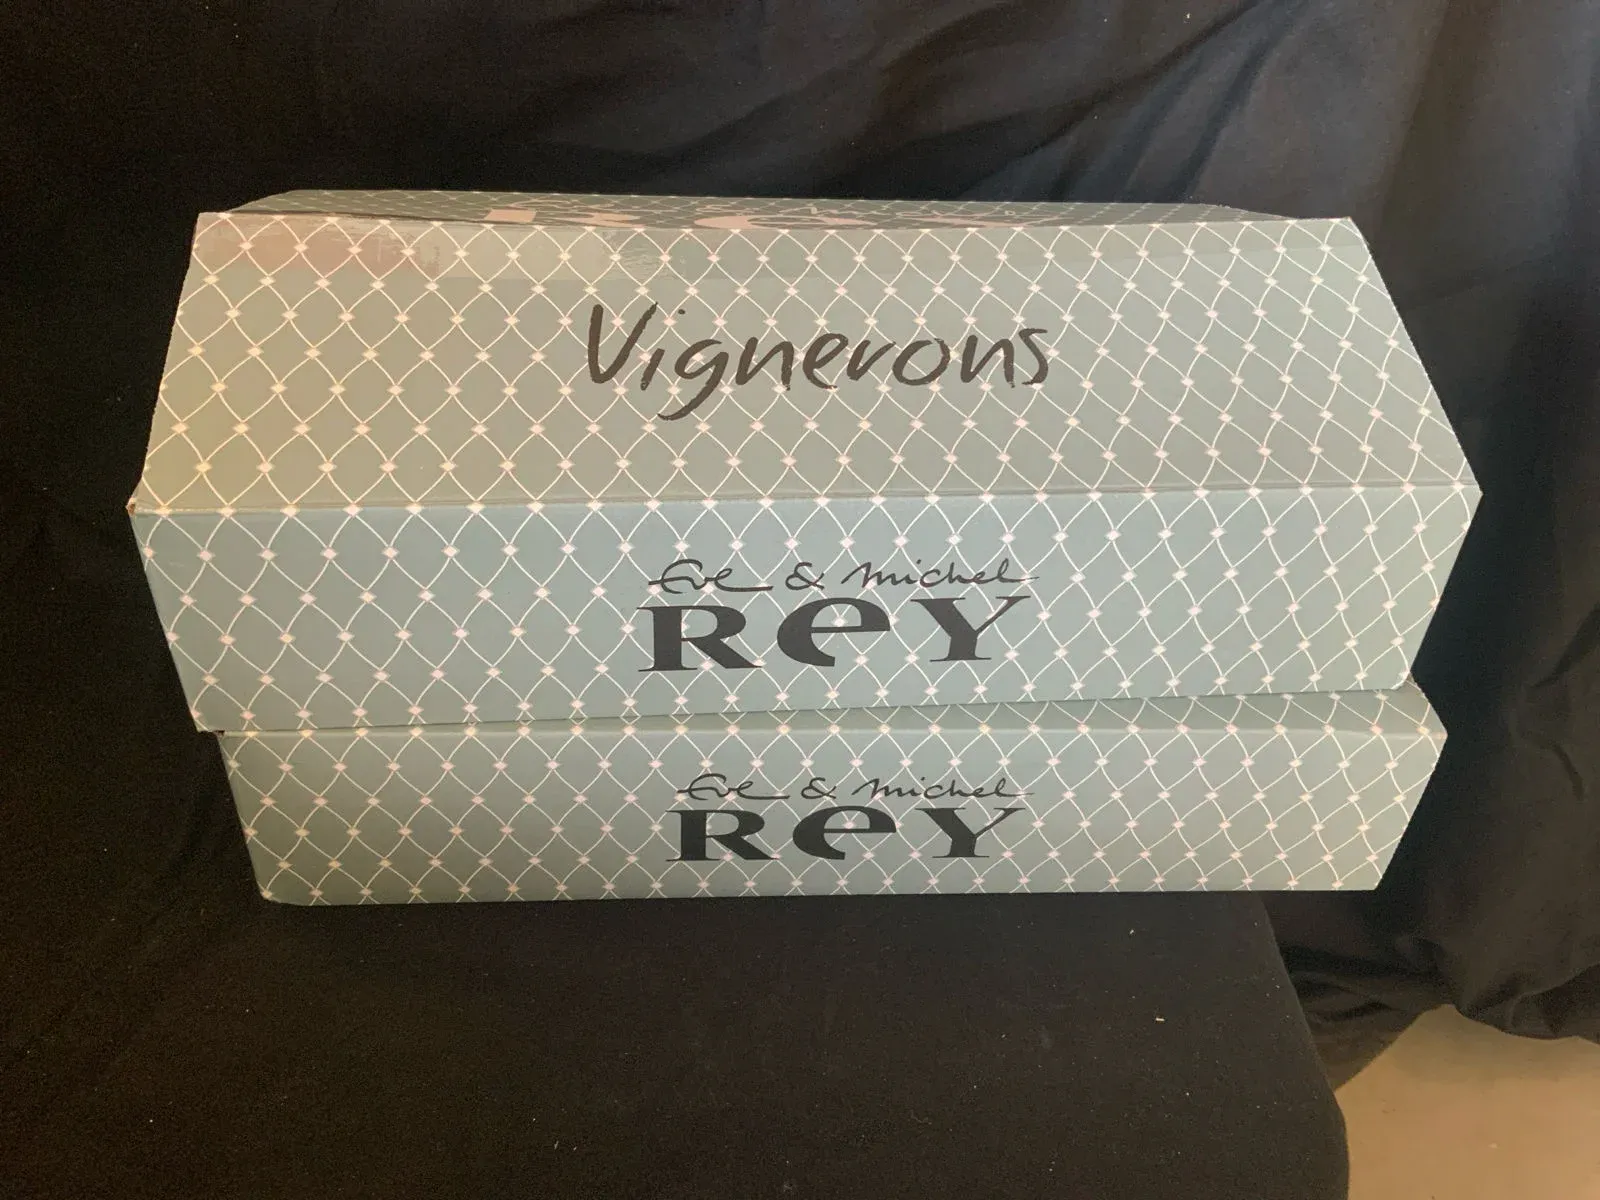 Vignerons
Eve & Michel
ReY
Eve & Michel
ReY